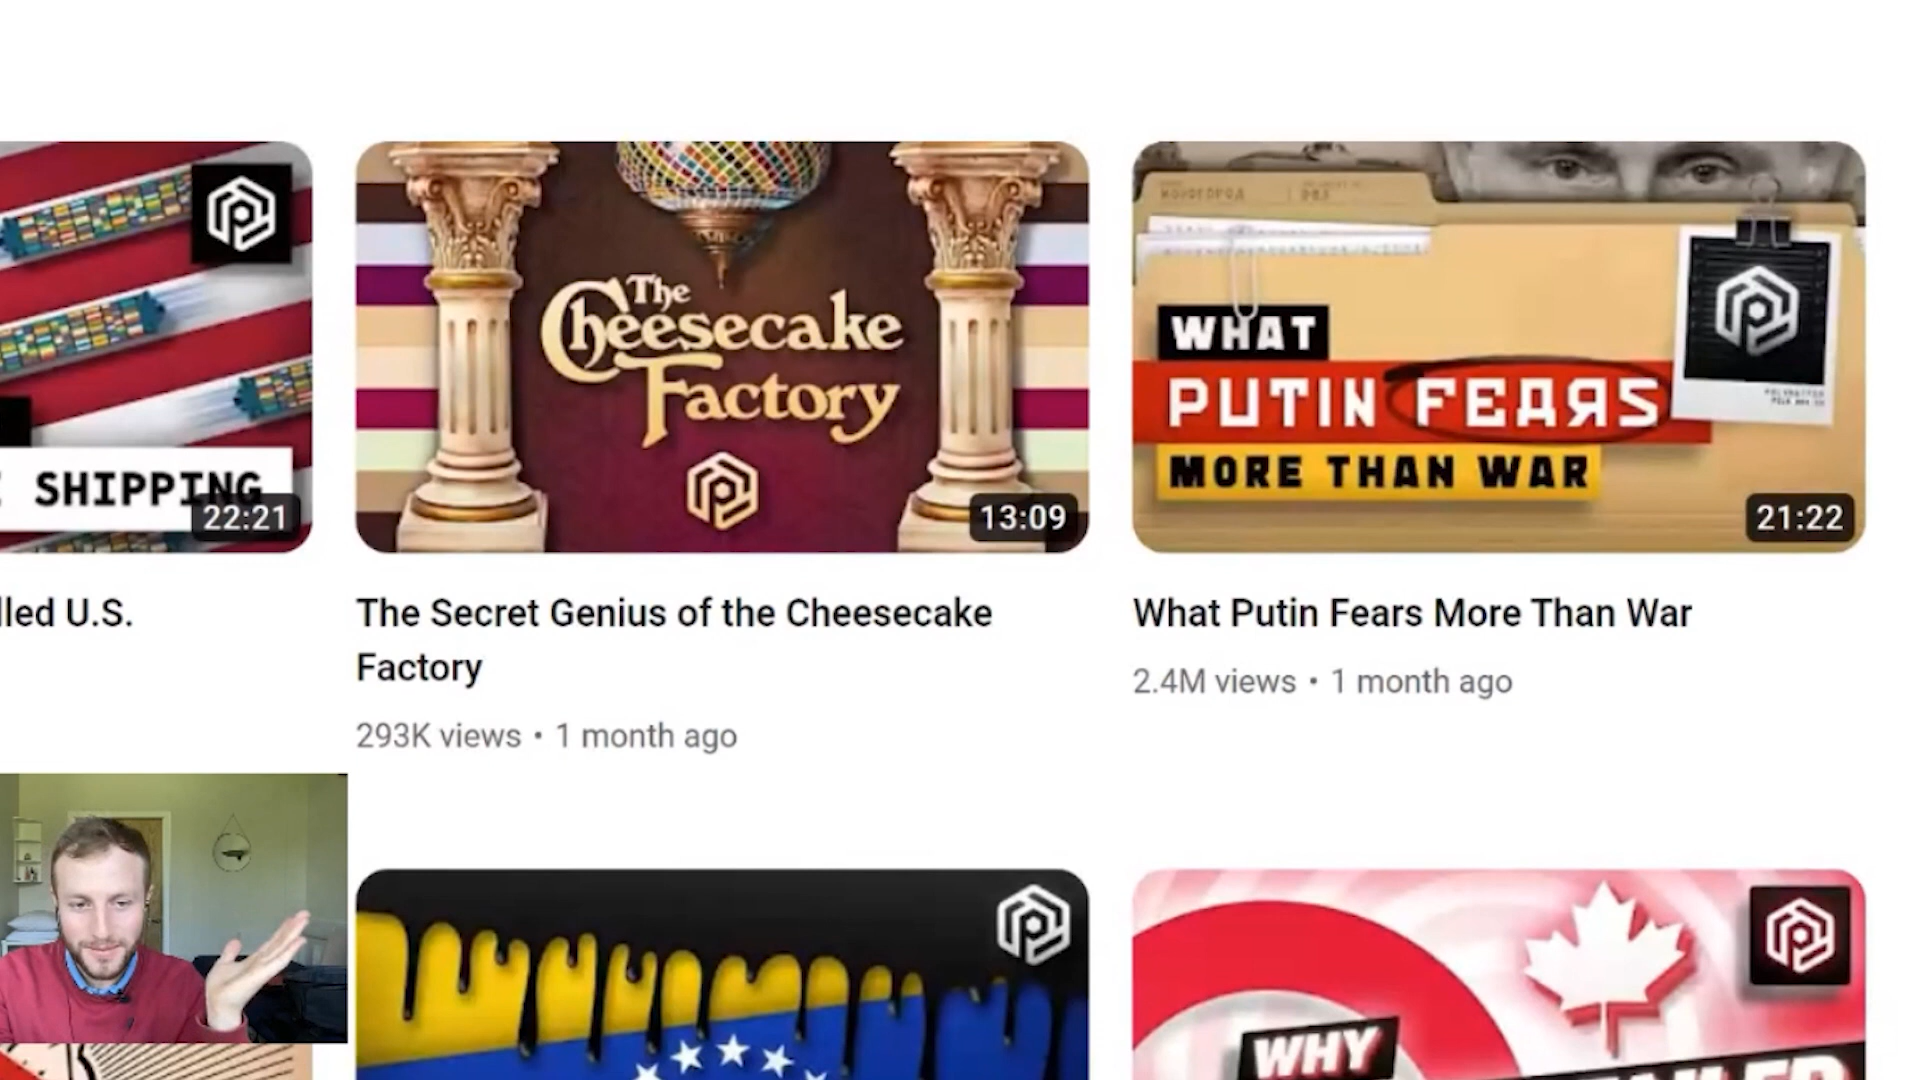 SHIPPING
22:21
lled U.S.
The
Cheesecake
Factory
13:09
The Secret Genius of the Cheesecake
Factory
293K views • 1 month ago
WHAT
PUTIN FEARS
MORE THAN WAR
21:22
What Putin Fears More Than War
2.4M views • 1 month ago
WHY